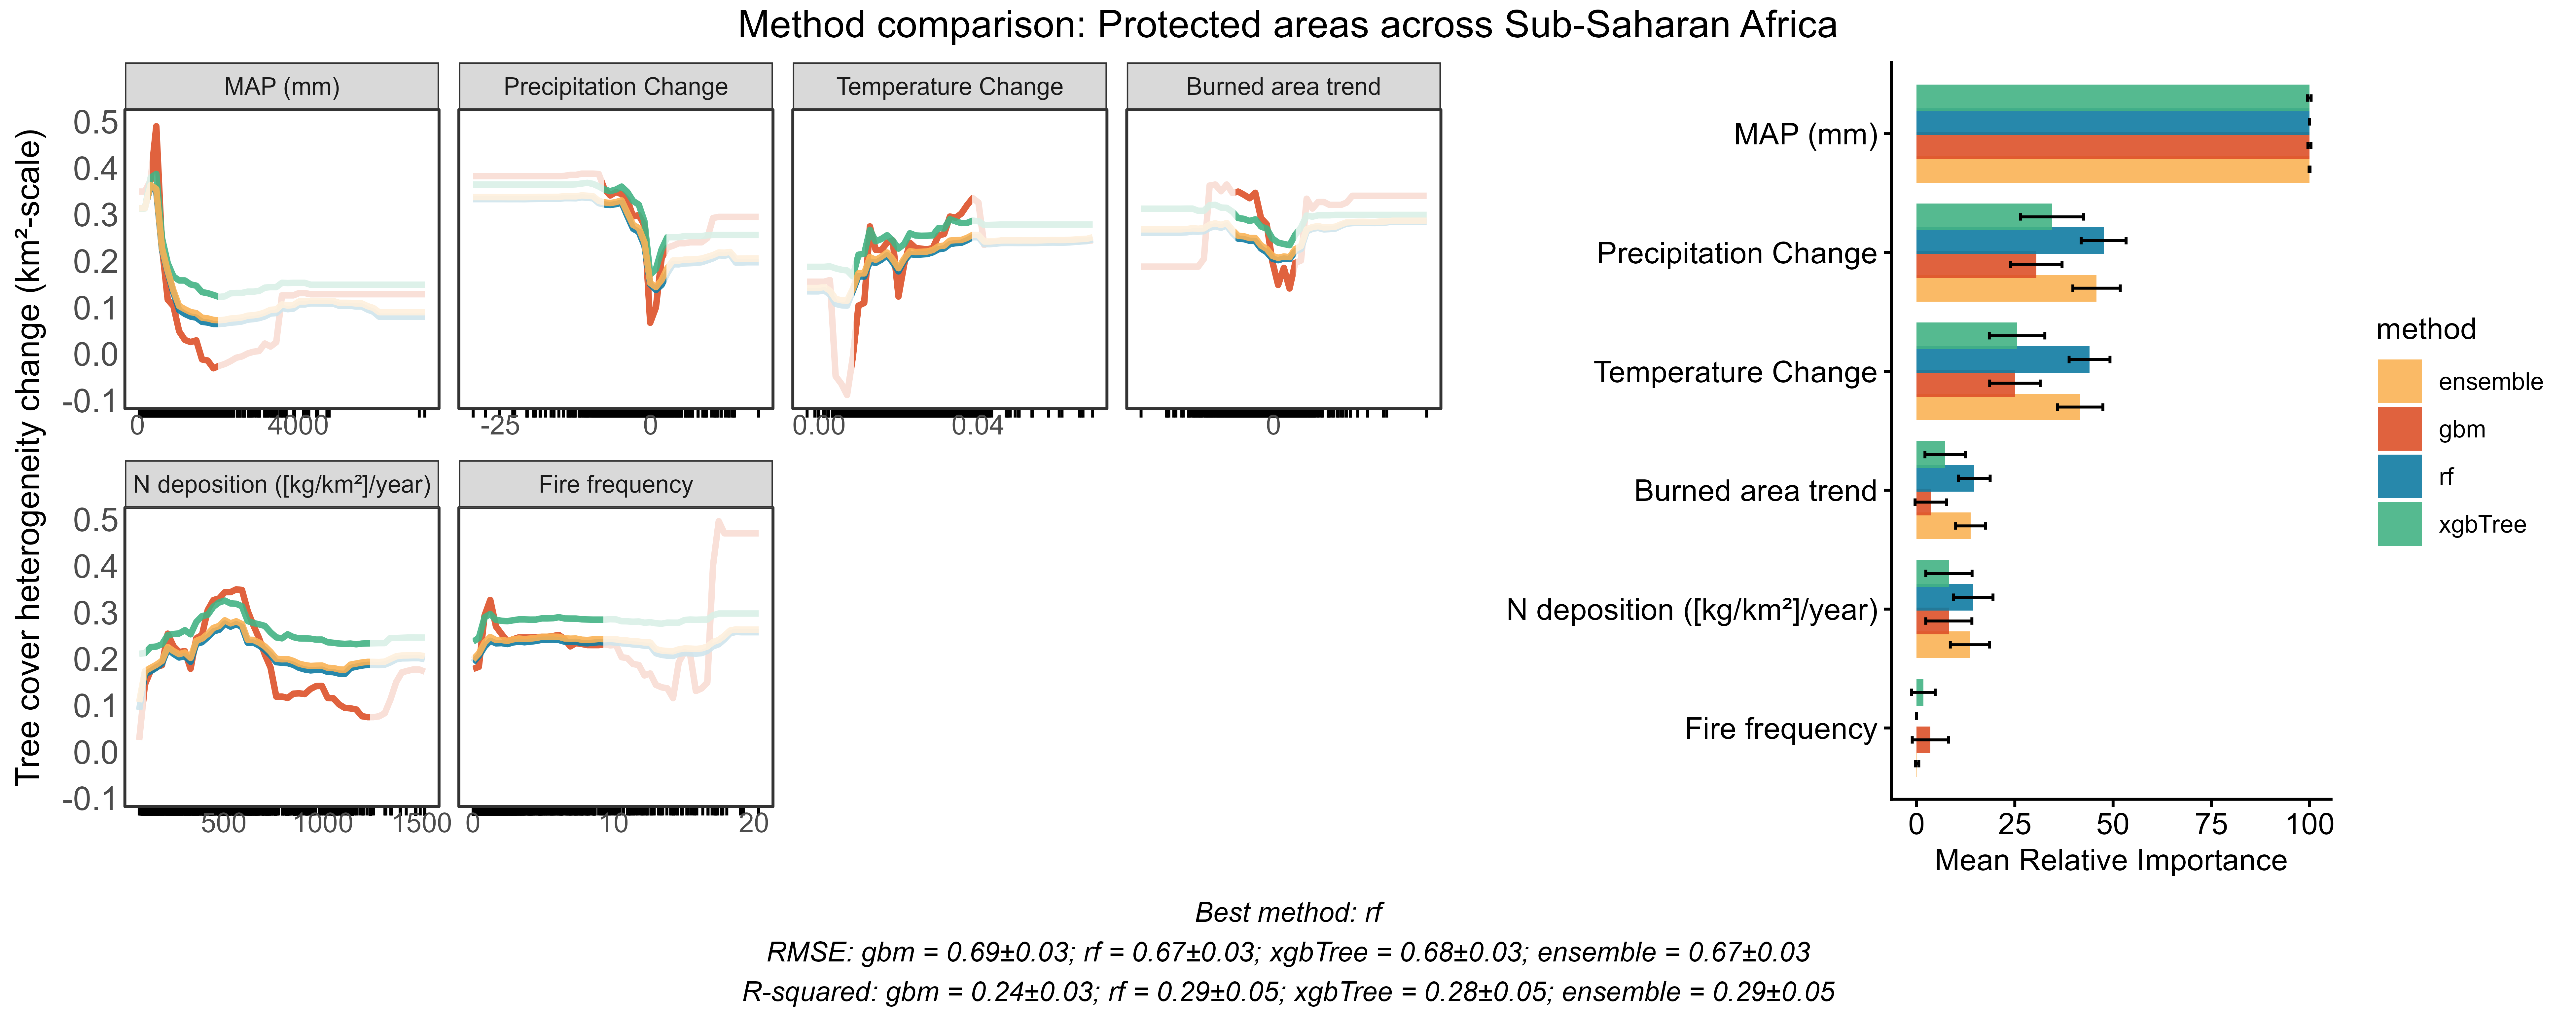 Method comparison: Protected areas across Sub-Saharan Africa
Tree cover heterogeneity change (km²-scale)
MAP (mm)
Precipitation Change
Temperature Change
Burned area trend
0.5
0.4
0.3
0.2
0.1
0.0
-0.1
0 4000
-25 0
0.00 0.04
0
N deposition ([kg/km²]/year)
Fire frequency
0.5
0.4
0.3
0.2
0.1
0.0
-0.1
500 1000 1500
0 10 20
MAP (mm)
Precipitation Change
Temperature Change
Burned area trend
N deposition ([kg/km²]/year)
Fire frequency
0 25 50 75 100
Mean Relative Importance
method
ensemble
gbm
rf
xgbTree
Best method: rf
RMSE: gbm = 0.69±0.03; rf = 0.67±0.03; xgbTree = 0.68±0.03; ensemble = 0.67±0.03
R-squared: gbm = 0.24±0.03; rf = 0.29±0.05; xgbTree = 0.28±0.05; ensemble = 0.29±0.05